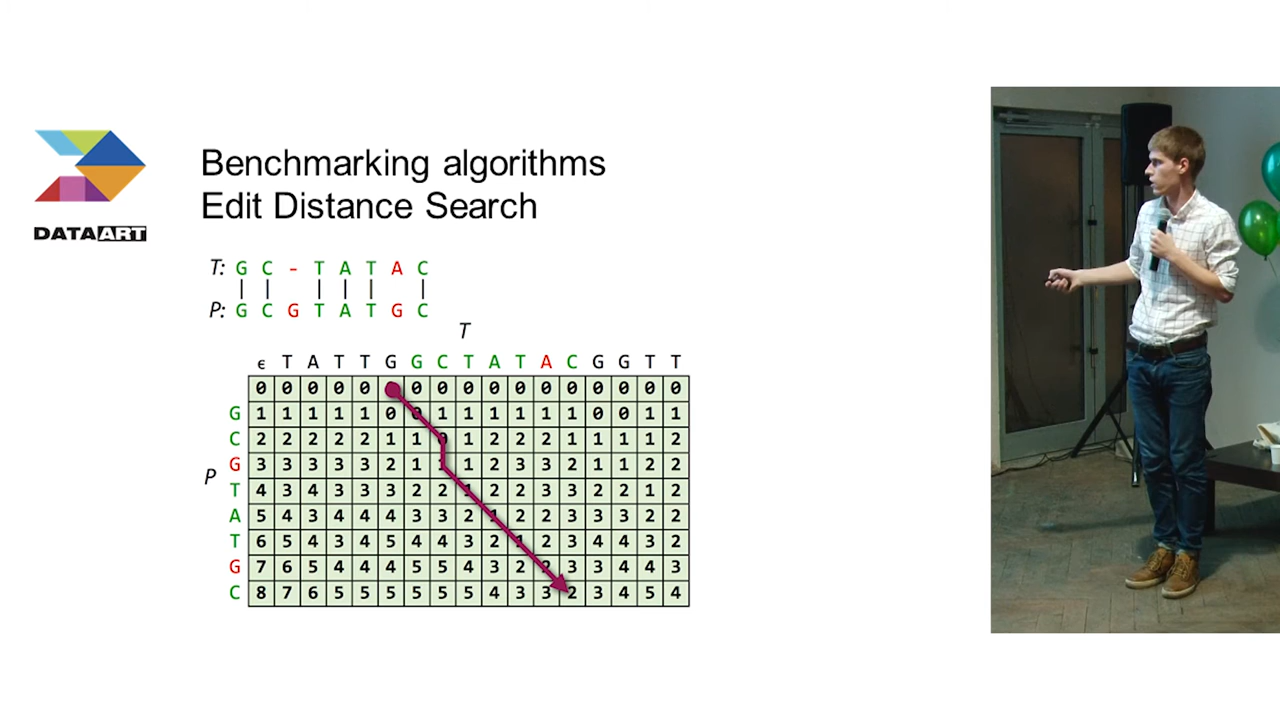 DATAART
Benchmarking algorithms
Edit Distance Search
T: G C - T A T A C
P: G C G T A T G C
T
ϵ T A T T G G C T A T A C G G T T
0 0 0 0 0 0 0 0 0 0 0 0 0 0 0 0 0
G 1 1 1 1 1 0 0 1 1 1 1 1 1 0 0 1 1
C 2 2 2 2 2 1 1 0 1 2 2 2 1 1 1 1 2
G 3 3 3 3 3 2 1 1 1 2 3 3 2 1 1 2 2
P
T 4 3 4 3 3 3 2 2 1 2 2 3 3 2 2 1 2
A 5 4 3 4 4 4 3 3 2 1 2 2 3 3 3 2 2
T 6 5 4 3 4 5 4 4 3 2 1 2 3 4 4 3 2
G 7 6 5 4 4 4 5 5 4 3 2 2 3 3 4 4 3
C 8 7 6 5 5 5 5 5 5 4 3 3 2 3 4 5 4